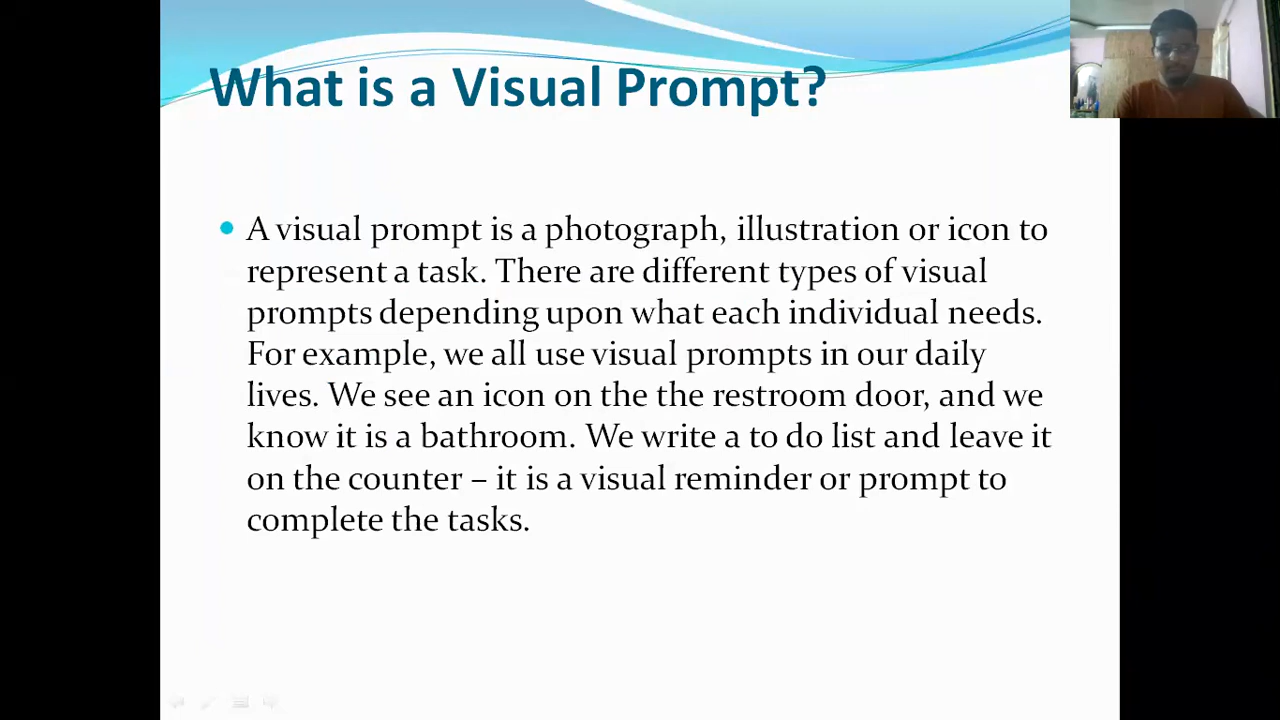 What is a Visual Prompt?
A visual prompt is a photograph, illustration or icon to
represent a task. There are different types of visual
prompts depending upon what each individual needs.
For example, we all use visual prompts in our daily
lives. We see an icon on the the restroom door, and we
know it is a bathroom. We write a to do list and leave it
on the counter – it is a visual reminder or prompt to
complete the tasks.